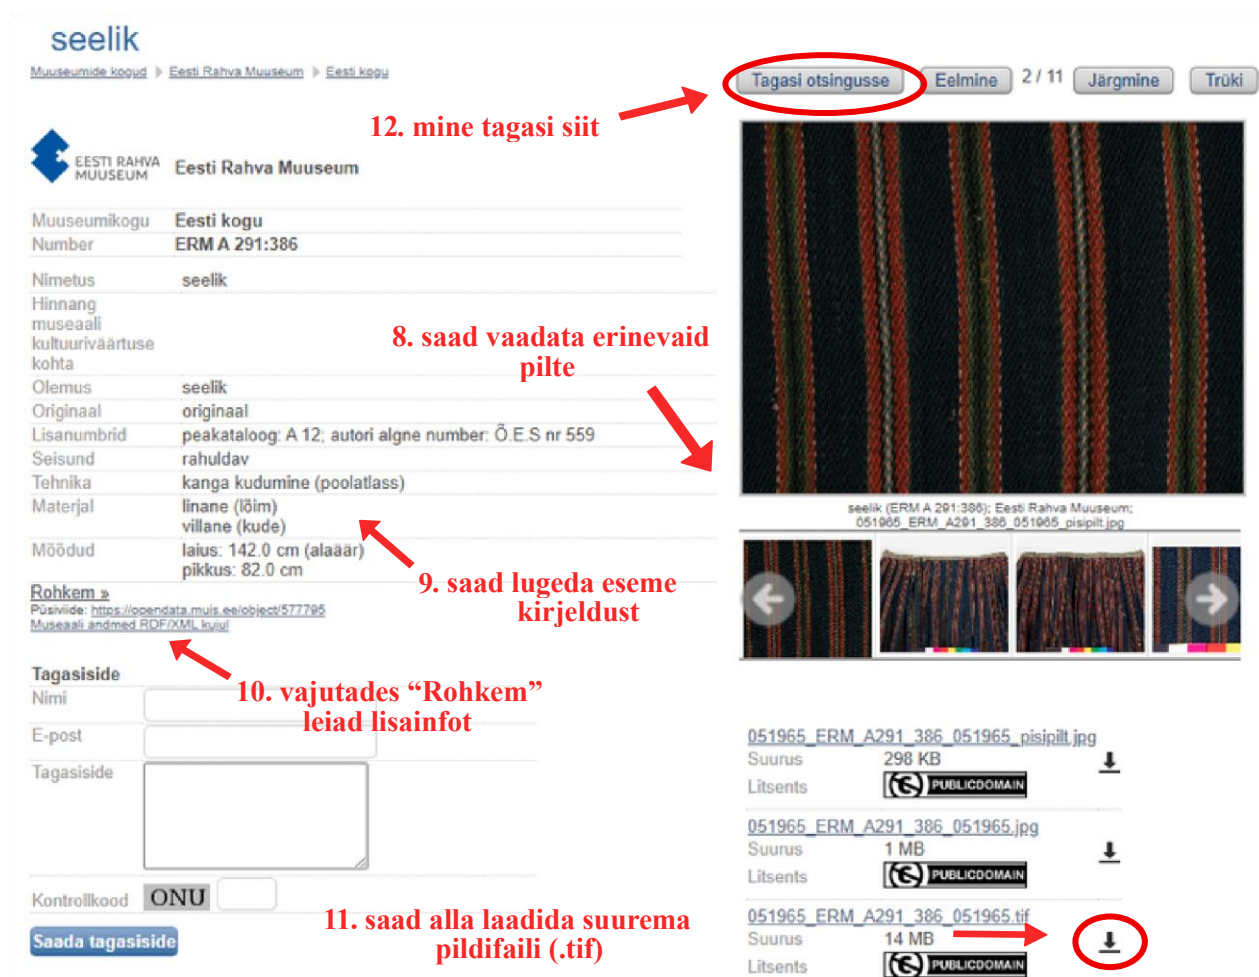 seelik
Muuseumide kogud Eesti Rahva Muuseum Eesti kogu
Tagasi otsingusse Eelmine 2 / 11 Järgmine Trüki
12. mine tagasi siit
EESTI RAHVA
MUUSEUM
Eesti Rahva Muuseum
Muuseumikogu Eesti kogu
Number ERM A 291:386
Nimetus seelik
Hinnang
museaali
kultuuriväärtuse
kohta
8. saad vaadata erinevaid
pilte
Olemus seelik
Originaal originaal
Lisanumbrid peakataloog: A 12; autori algne number: Õ.E.S nr 559
Seisund rahuldav
Tehnika kanga kudumine (poolatlass)
Materjal linane (lõim)
villane (kude)
Mõõdud laius: 142.0 cm (alaäär)
pikkus: 82.0 cm
9. saad lugeda eseme
kirjeldust
Rohkem »
Püsiviide: https://opendata.muis.ee/object/577795
Museaali andmed RDF/XML kujul
10. vajutades “Rohkem”
leiad lisainfot
Tagasiside
Nimi
E-post
Tagasiside
Kontrollkood ONU
Saada tagasiside
11. saad alla laadida suurema
pildifaili (.tif)
seelik (ERM A 291:386); Eesti Rahva Muuseum;
051965_ERM_A291_386_051965_pisipilt.jpg
051965_ERM_A291_386_051965_pisipilt.jpg
Suurus 298 KB
Litsents PUBLICDOMAIN
051965_ERM_A291_386_051965.jpg
Suurus 1 MB
Litsents PUBLICDOMAIN
051965_ERM_A291_386_051965.tif
Suurus 14 MB
Litsents PUBLICDOMAIN